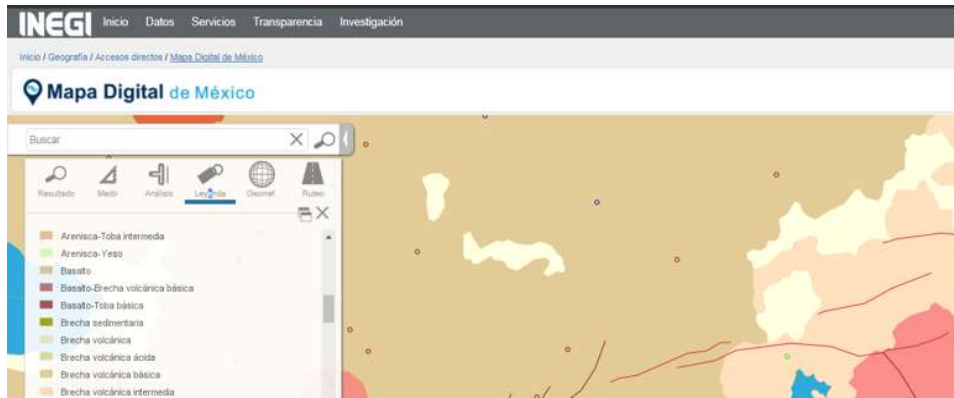 INEGI Inicio Datos Servicios Transparencia Investigación
Inicio / Geografía / Accesos directos / Mapa Digital de México
Mapa Digital de México
Buscar
Resultado Medir Análisis Leyenda Georref. Ruteo
Arenisca-Toba intermedia
Arenisca-Yeso
Basalto
Basalto-Brecha volcánica básica
Basalto-Toba básica
Brecha sedimentaria
Brecha volcánica
Brecha volcánica ácida
Brecha volcánica básica
Brecha volcánica intermedia